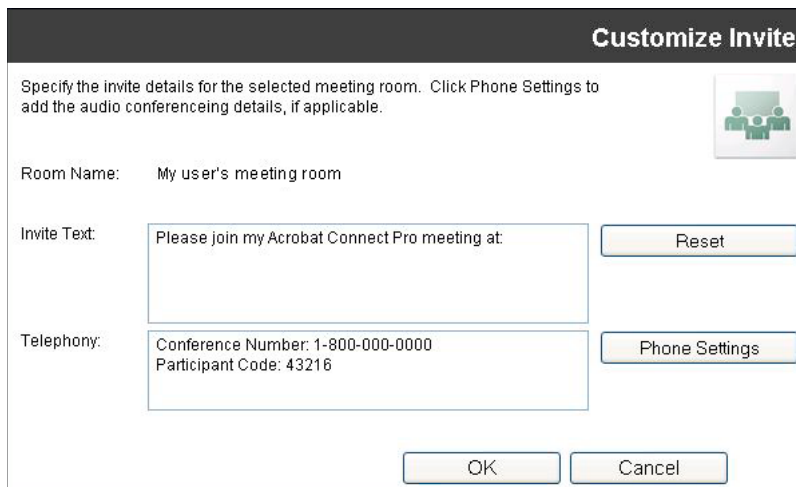 Customize Invite
Specify the invite details for the selected meeting room.  Click Phone Settings to
add the audio conferenceing details, if applicable.
Room Name: My user's meeting room
Invite Text: Please join my Acrobat Connect Pro meeting at:
Reset
Telephony: Conference Number: 1-800-000-0000
Participant Code: 43216
Phone Settings
OK Cancel